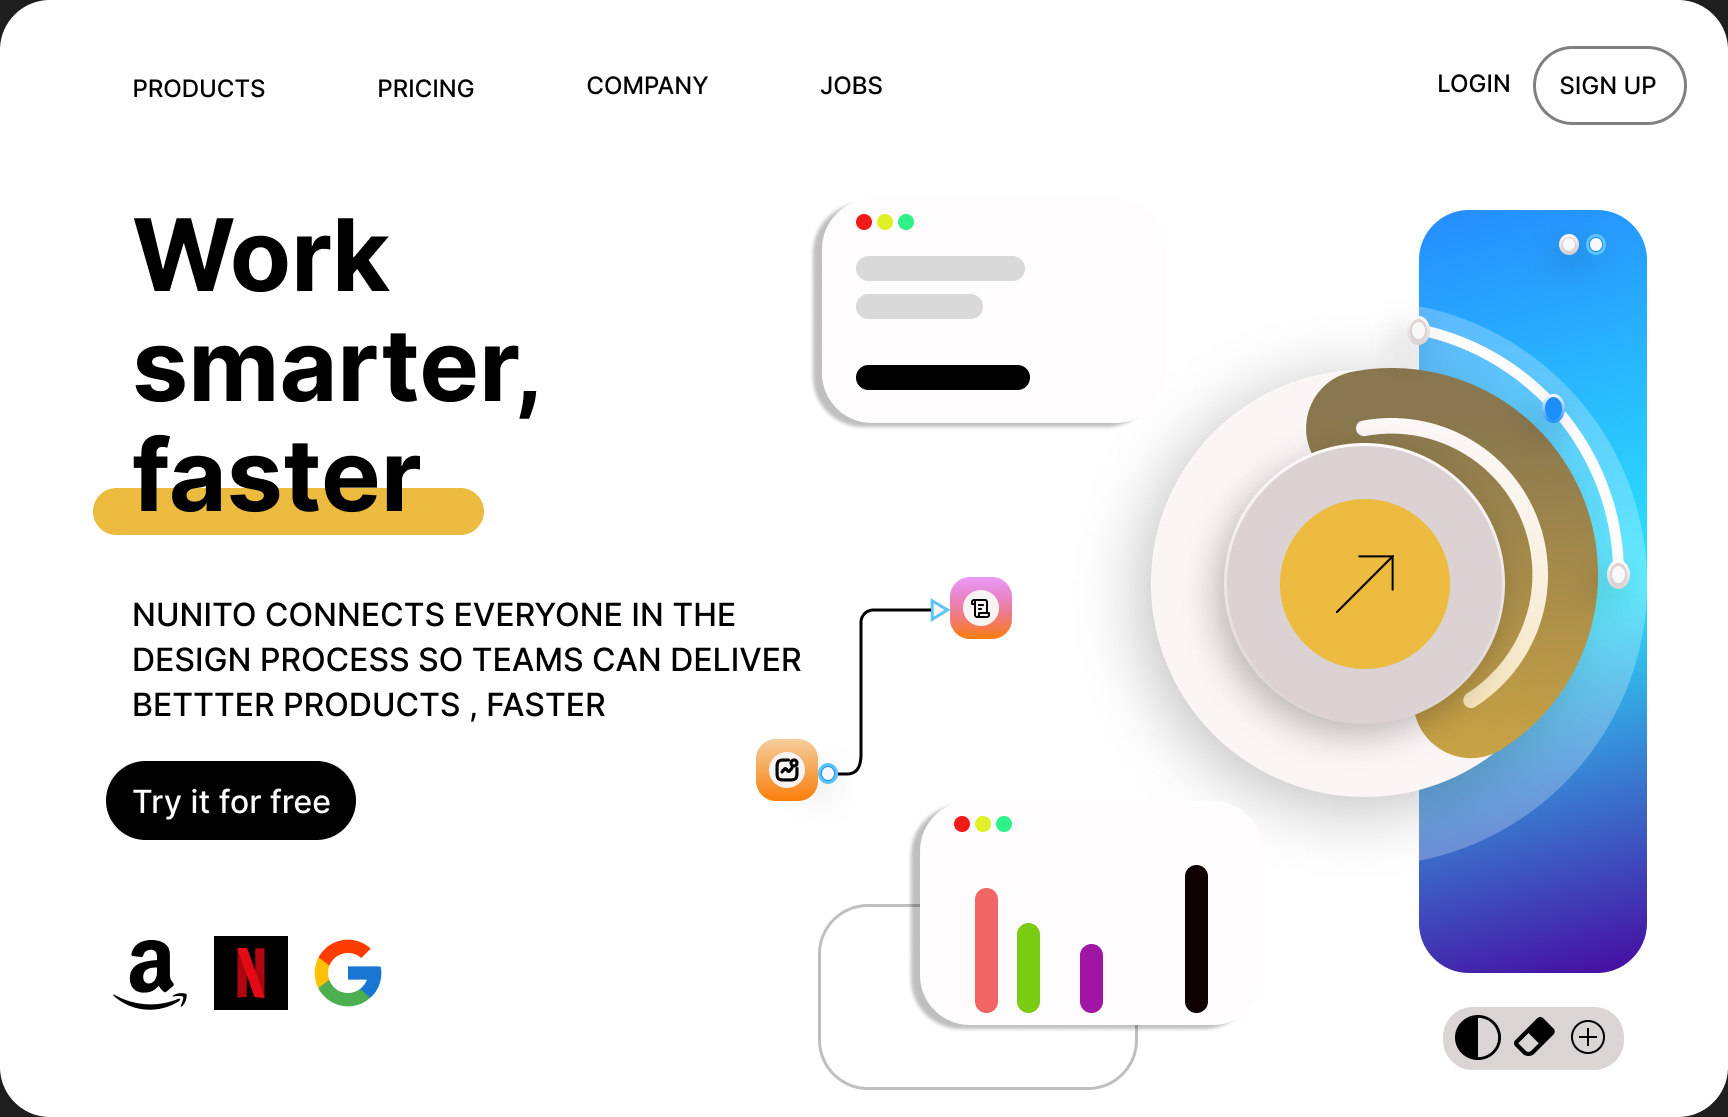 PRODUCTS PRICING COMPANY JOBS LOGIN SIGN UP
Work
smarter,
faster
NUNITO CONNECTS EVERYONE IN THE
DESIGN PROCESS SO TEAMS CAN DELIVER
BETTTER PRODUCTS , FASTER
Try it for free